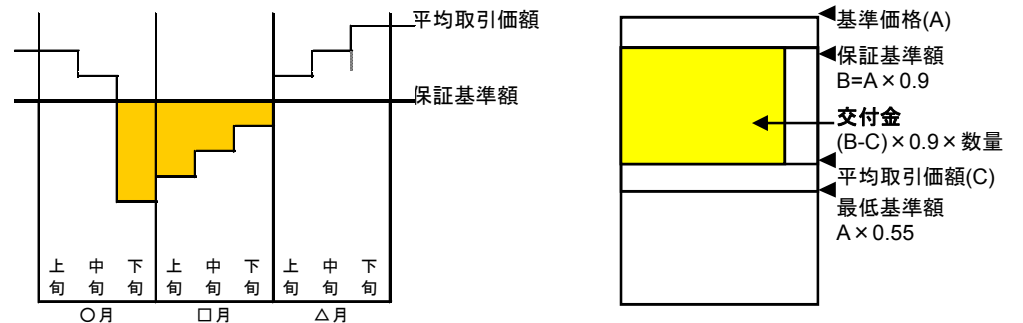 平均取引価額
保証基準額
上旬
中旬
下旬
上旬
中旬
下旬
上旬
中旬
下旬
○月
□月
△月
基準価格(A)
保証基準額
B=A×0.9
交付金
(B-C)×0.9×数量
平均取引価額(C)
最低基準額
A×0.55